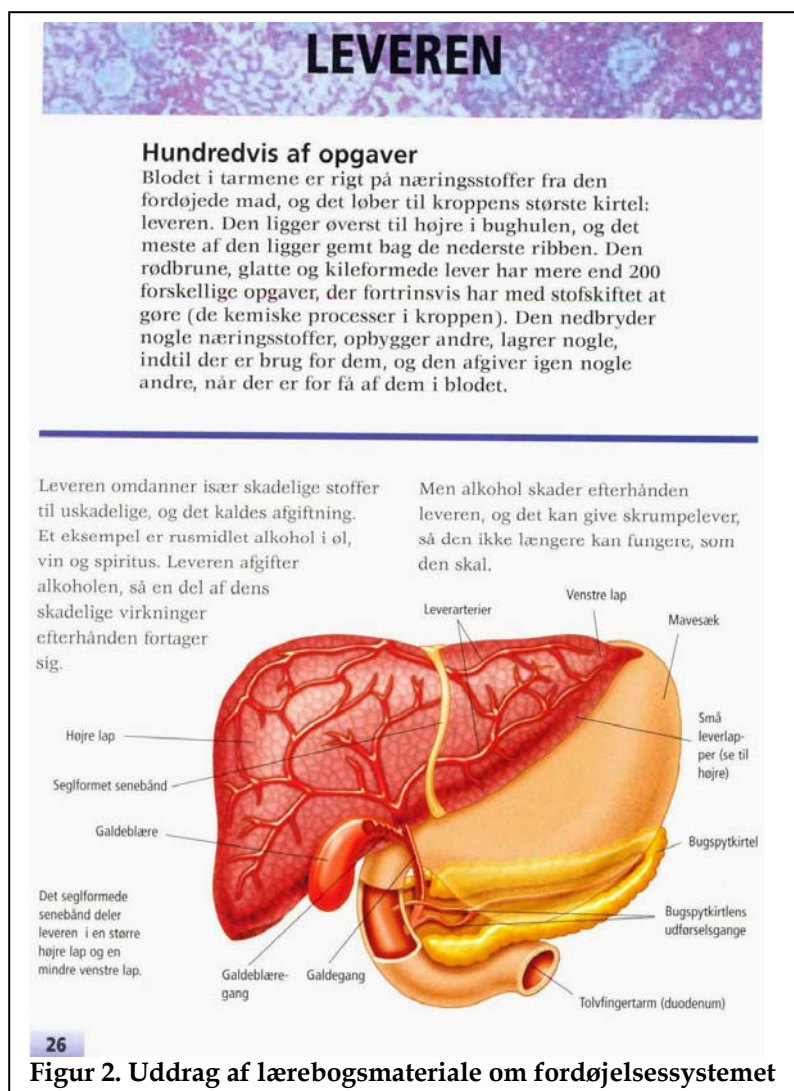 LEVEREN
Hundredvis af opgaver
Blodet i tarmene er rigt på næringsstoffer fra den
fordøjede mad, og det løber til kroppens største kirtel:
leveren. Den ligger øverst til højre i bughulen, og det
meste af den ligger gemt bag de nederste ribben. Den
rødbrune, glatte og kileformede lever har mere end 200
forskellige opgaver, der fortrinsvis har med stofskiftet at
gøre (de kemiske processer i kroppen). Den nedbryder
nogle næringsstoffer, opbygger andre, lagrer nogle,
indtil der er brug for dem, og den afgiver igen nogle
andre, når der er for få af dem i blodet.
Leveren omdanner især skadelige stoffer
til uskadelige, og det kaldes afgiftning.
Et eksempel er rusmidlet alkohol i øl,
vin og spiritus. Leveren afgifter
alkoholen, så en del af dens
skadelige virkninger
efterhånden fortager
sig.
Men alkohol skader efterhånden
leveren, og det kan give skrumpelever,
så den ikke længere kan fungere, som
den skal.
Venstre lap
Leverarterier
Mavesæk
Højre lap
Små
leverlap-
per (se til
højre)
Seglformet senebånd
Galdeblære
Bugspytkirtel
Det seglformede
senebånd deler
leveren i en større
højre lap og en
mindre venstre lap.
Bugspytkirtlens
udførselsgange
Galdeblære-
gang
Galdegang
Tolvfingertarm (duodenum)
26
Figur 2. Uddrag af lærebogsmateriale om fordøjelsessystemet